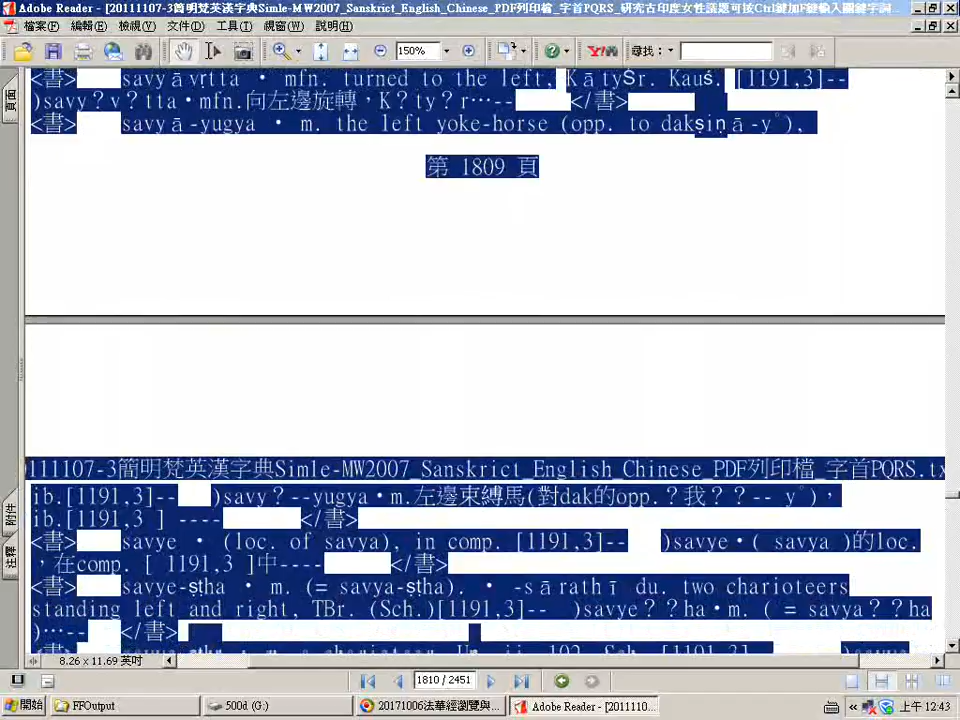 Adobe Reader - [20111107-3簡明梵英漢字典Simle-MW2007_Sanskrict_English_Chinese_PDF列印檔_字首PQRS_研究古印度女性議題可按Ctrl鍵加F鍵輸入關鍵字詞
檔案(F) 編輯(E) 檢視(V) 文件(D) 工具(T) 視窗(W) 說明(H)
150% 尋找：
頁面
附件
注釋
<書> savyāvṛtta • mfn. turned to the left, KātyŚr. Kauś. [1191,3]--
)savy？v？tta•mfn.向左邊旋轉，K？ty？r…-- </書>
<書> savyā-yugya • m. the left yoke-horse (opp. to dakṣiṇā-y°),
第 1809 頁
111107-3簡明梵英漢字典Simle-MW2007_Sanskrict_English_Chinese_PDF列印檔_字首PQRS.tx
ib.[1191,3]-- )savy？--yugya•m.左邊束縛馬(對dak的opp.？我？？-- y°)，
ib.[1191,3 ] ---- </書>
<書> savye • (loc. of savya), in comp. [1191,3]-- )savye•( savya )的loc.
，在comp. [ 1191,3 ]中---- </書>
<書> savye-ṣṭha • m. (= savya-ṣṭha). • -sārathī du. two charioteers
standing left and right, TBr. (Sch.)[1191,3]-- )savye？？ha•m. ( = savya？？ha
)…-- </書>
8.26 x 11.69 英吋
1810 / 2451
開始 FFOutput 500d (G:) 20171006法華經瀏覽與... Adobe Reader - [2011110... 上午 12:43